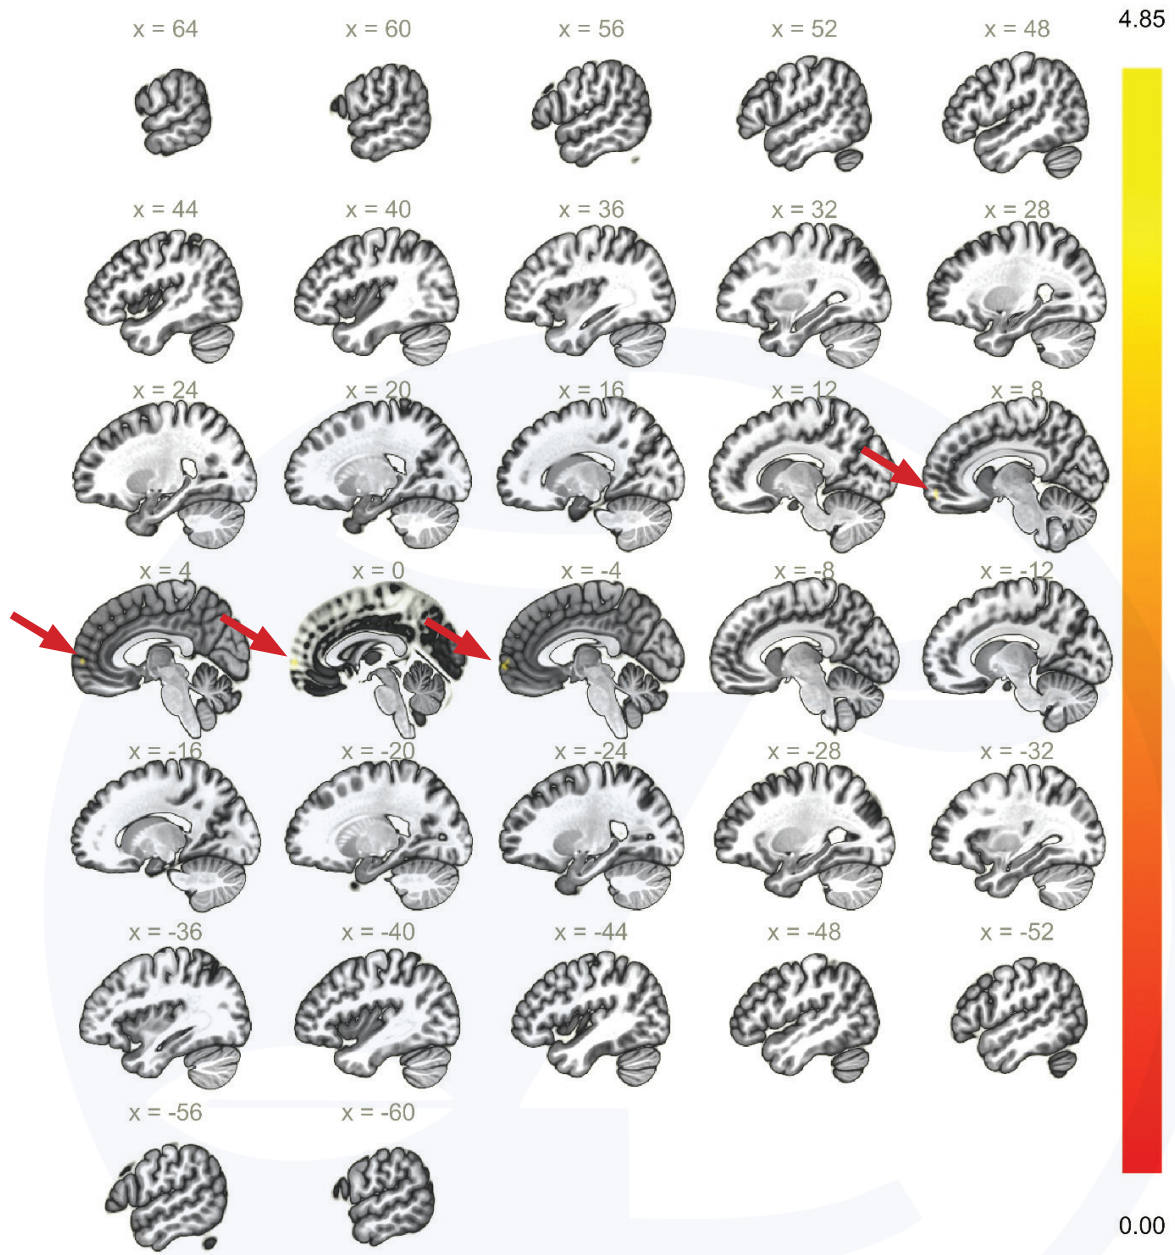 4.85
x = 64
x = 60
x = 56
x = 52
x = 48
x = 44
x = 40
x = 36
x = 32
x = 28
x = 24
x = 20
x = 16
x = 12
x = 8
x = 4
x = 0
x = -4
x = -8
x = -12
x = -16
x = -20
x = -24
x = -28
x = -32
x = -36
x = -40
x = -44
x = -48
x = -52
x = -56
x = -60
0.00